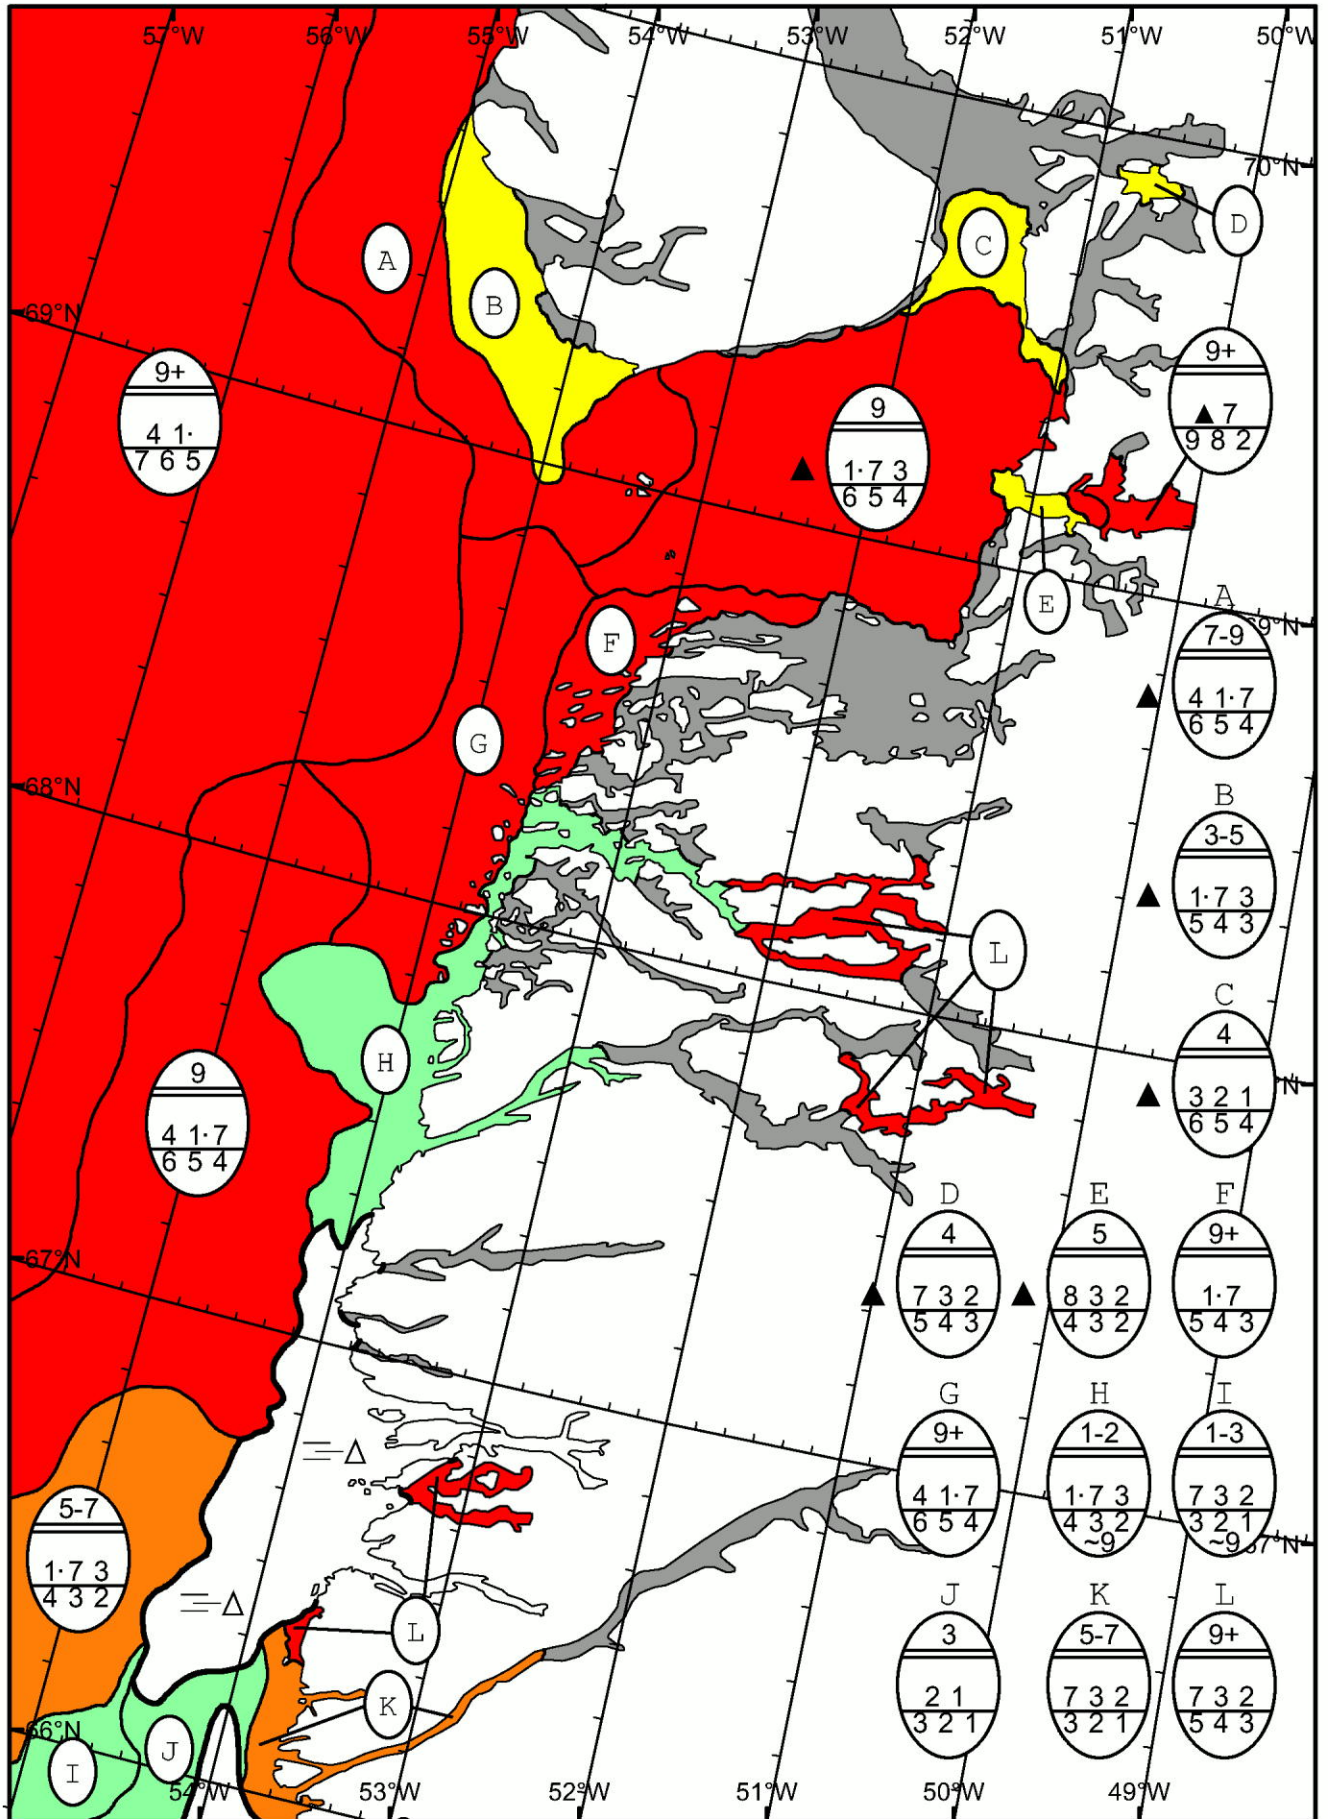 57°W 56°W 55°W 54°W 53°W 52°W 51°W 50°W
70°N
D
C
A
B
69°N
9+
4 1·
7 6 5
9+
▲ 7
9 8 2
9
1·7 3
6 5 4
E
F
G
A
69°N
7-9
4 1·7
6 5 4
68°N
B
3-5
1·7 3
5 4 3
L
C
4
3 2 1
6 5 4
H
N
9
4 1·7
6 5 4
D E F
4 5 9+
7 3 2 8 3 2 1·7
5 4 3 4 3 2 5 4 3
67°N
G H I
9+ 1-2 1-3
4 1·7 1·7 3 7 3 2
6 5 4 4 3 2 3 2 1
~9 ~9
67°N
5-7
1·7 3
4 3 2
L
J K L
3 5-7 9+
2 1 7 3 2 7 3 2
3 2 1 3 2 1 5 4 3
K
66°N
J
I
54°W 53°W 52°W 51°W 50°W 49°W